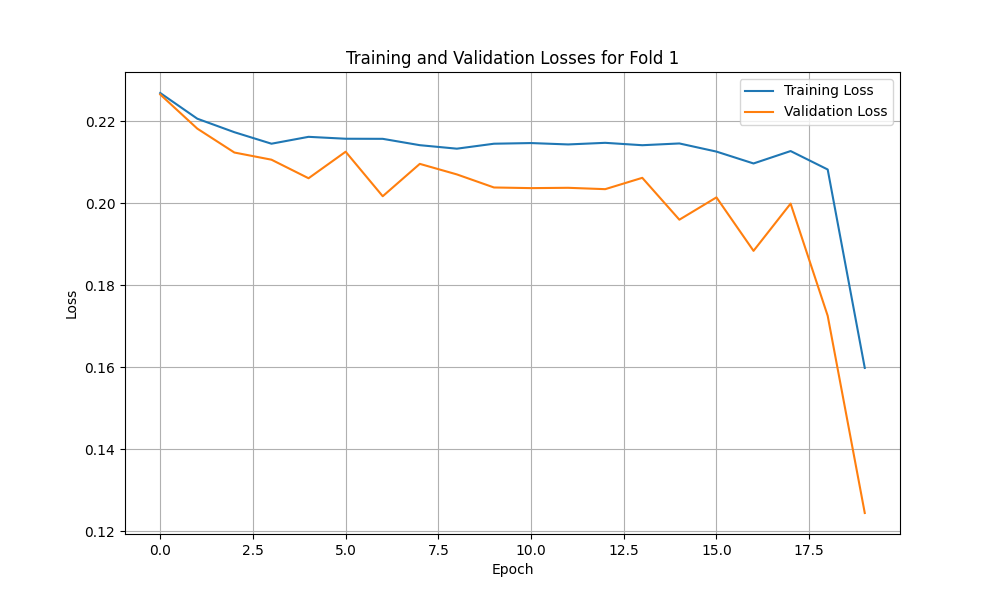 Training and Validation Losses for Fold 1
Training Loss
Validation Loss
0.22
0.20
0.18
0.16
0.14
0.12
Loss
0.0 2.5 5.0 7.5 10.0 12.5 15.0 17.5
Epoch